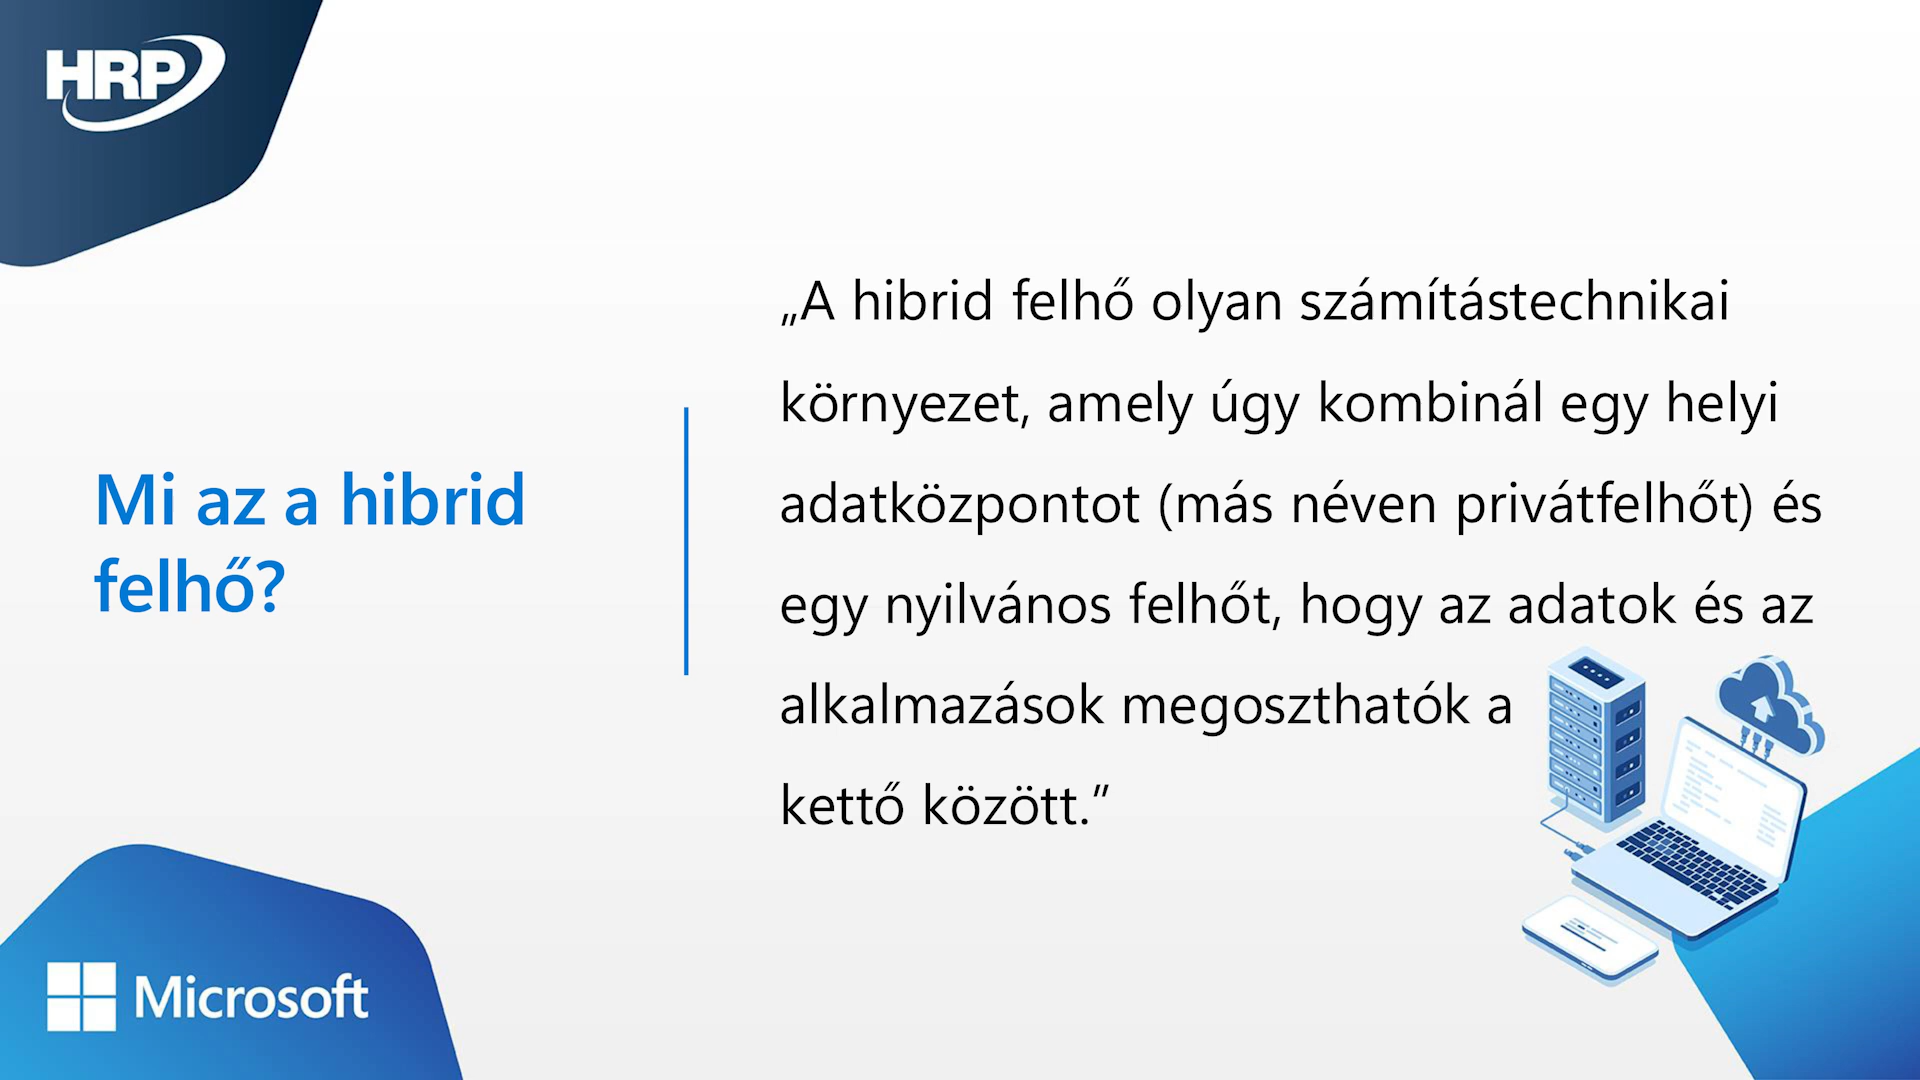 HRP
Mi az a hibrid
felhő?
„A hibrid felhő olyan számítástechnikai
környezet, amely úgy kombinál egy helyi
adatközpontot (más néven privátfelhőt) és
egy nyilvános felhőt, hogy az adatok és az
alkalmazások megoszthatók a
kettő között.”
Microsoft